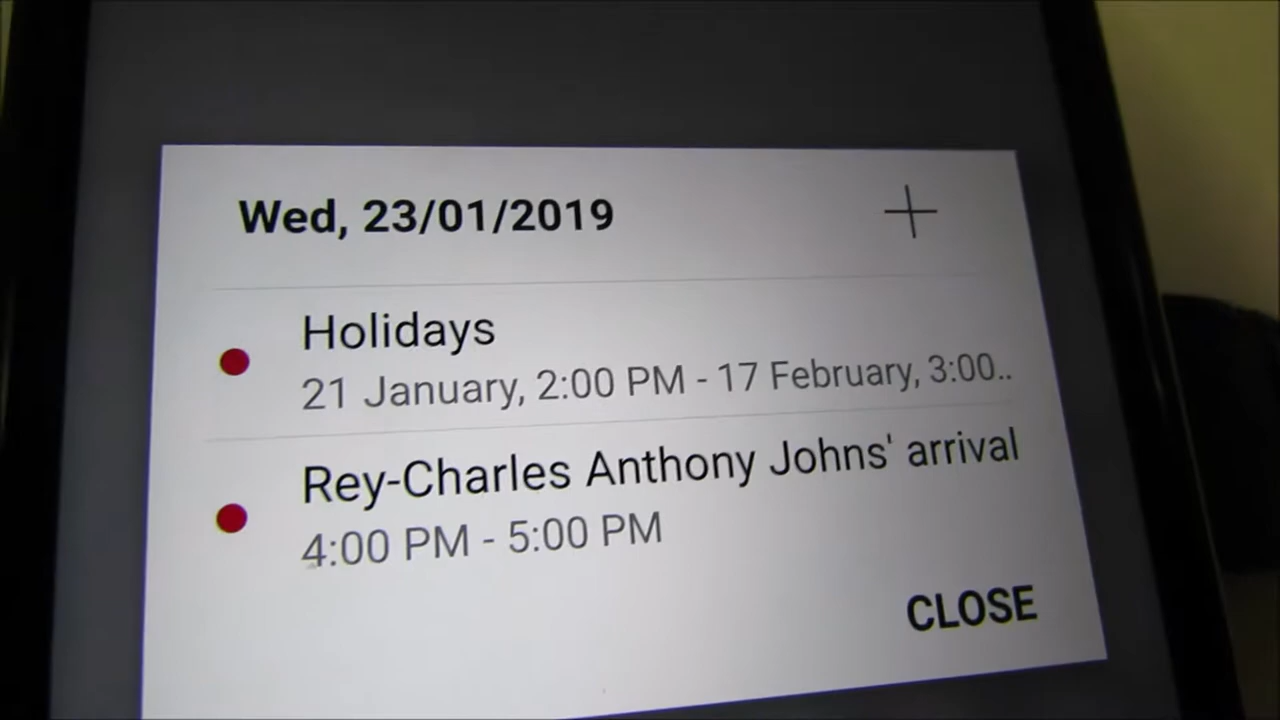 Wed, 23/01/2019
Holidays
21 January, 2:00 PM - 17 February, 3:00..
Rey-Charles Anthony Johns' arrival
4:00 PM - 5:00 PM
CLOSE